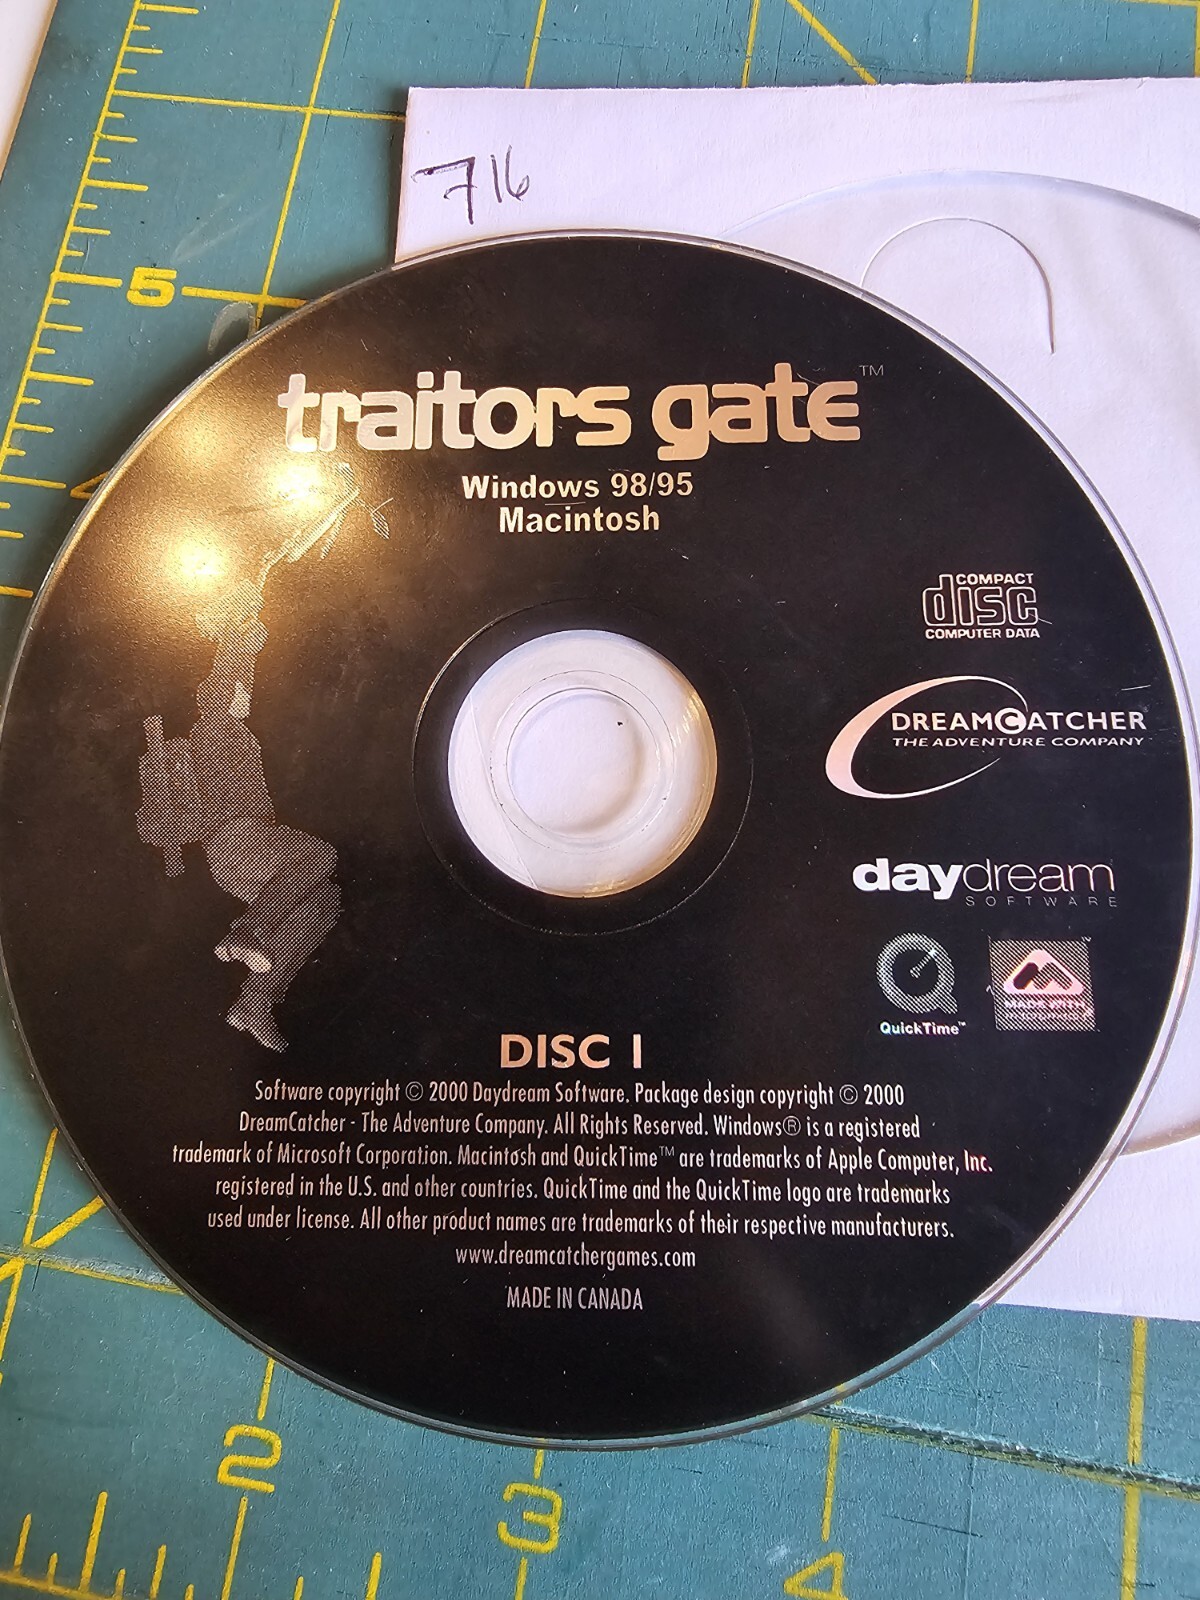 716
5
traitors gate™
Windows 98/95
Macintosh
COMPACT
disc
COMPUTER DATA
DREAMCATCHER
THE ADVENTURE COMPANY
daydream
SOFTWARE
QuickTime™
DISC 1
Software copyright © 2000 Daydream Software. Package design copyright © 2000
DreamCatcher - The Adventure Company. All Rights Reserved. Windows® is a registered
trademark of Microsoft Corporation. Macintosh and QuickTime™ are trademarks of Apple Computer, Inc.
registered in the U.S. and other countries. QuickTime and the QuickTime logo are trademarks
used under license. All other product names are trademarks of their respective manufacturers.
www.dreamcatchergames.com
MADE IN CANADA
2
3
4